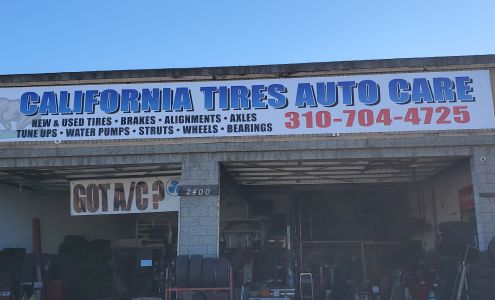 CALIFORNIA TIRES AUTO CARE
NEW & USED TIRES • BRAKES • ALIGNMENTS • AXLES
TUNE UPS • WATER PUMPS • STRUTS • WHEELS • BEARINGS
310-704-4725
GOT A/C?
2400